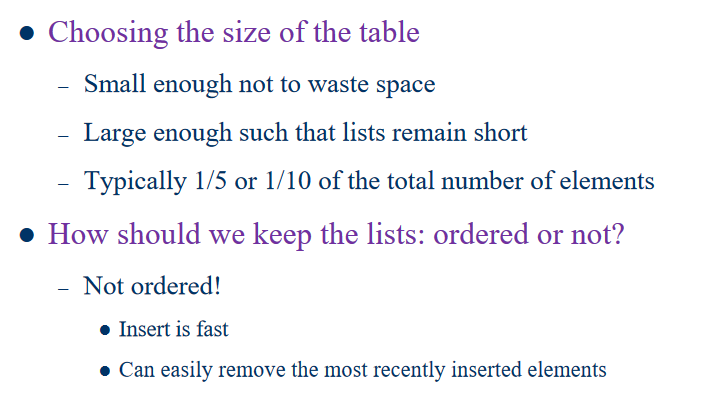 ● Choosing the size of the table
– Small enough not to waste space
– Large enough such that lists remain short
– Typically 1/5 or 1/10 of the total number of elements
● How should we keep the lists: ordered or not?
– Not ordered!
● Insert is fast
● Can easily remove the most recently inserted elements